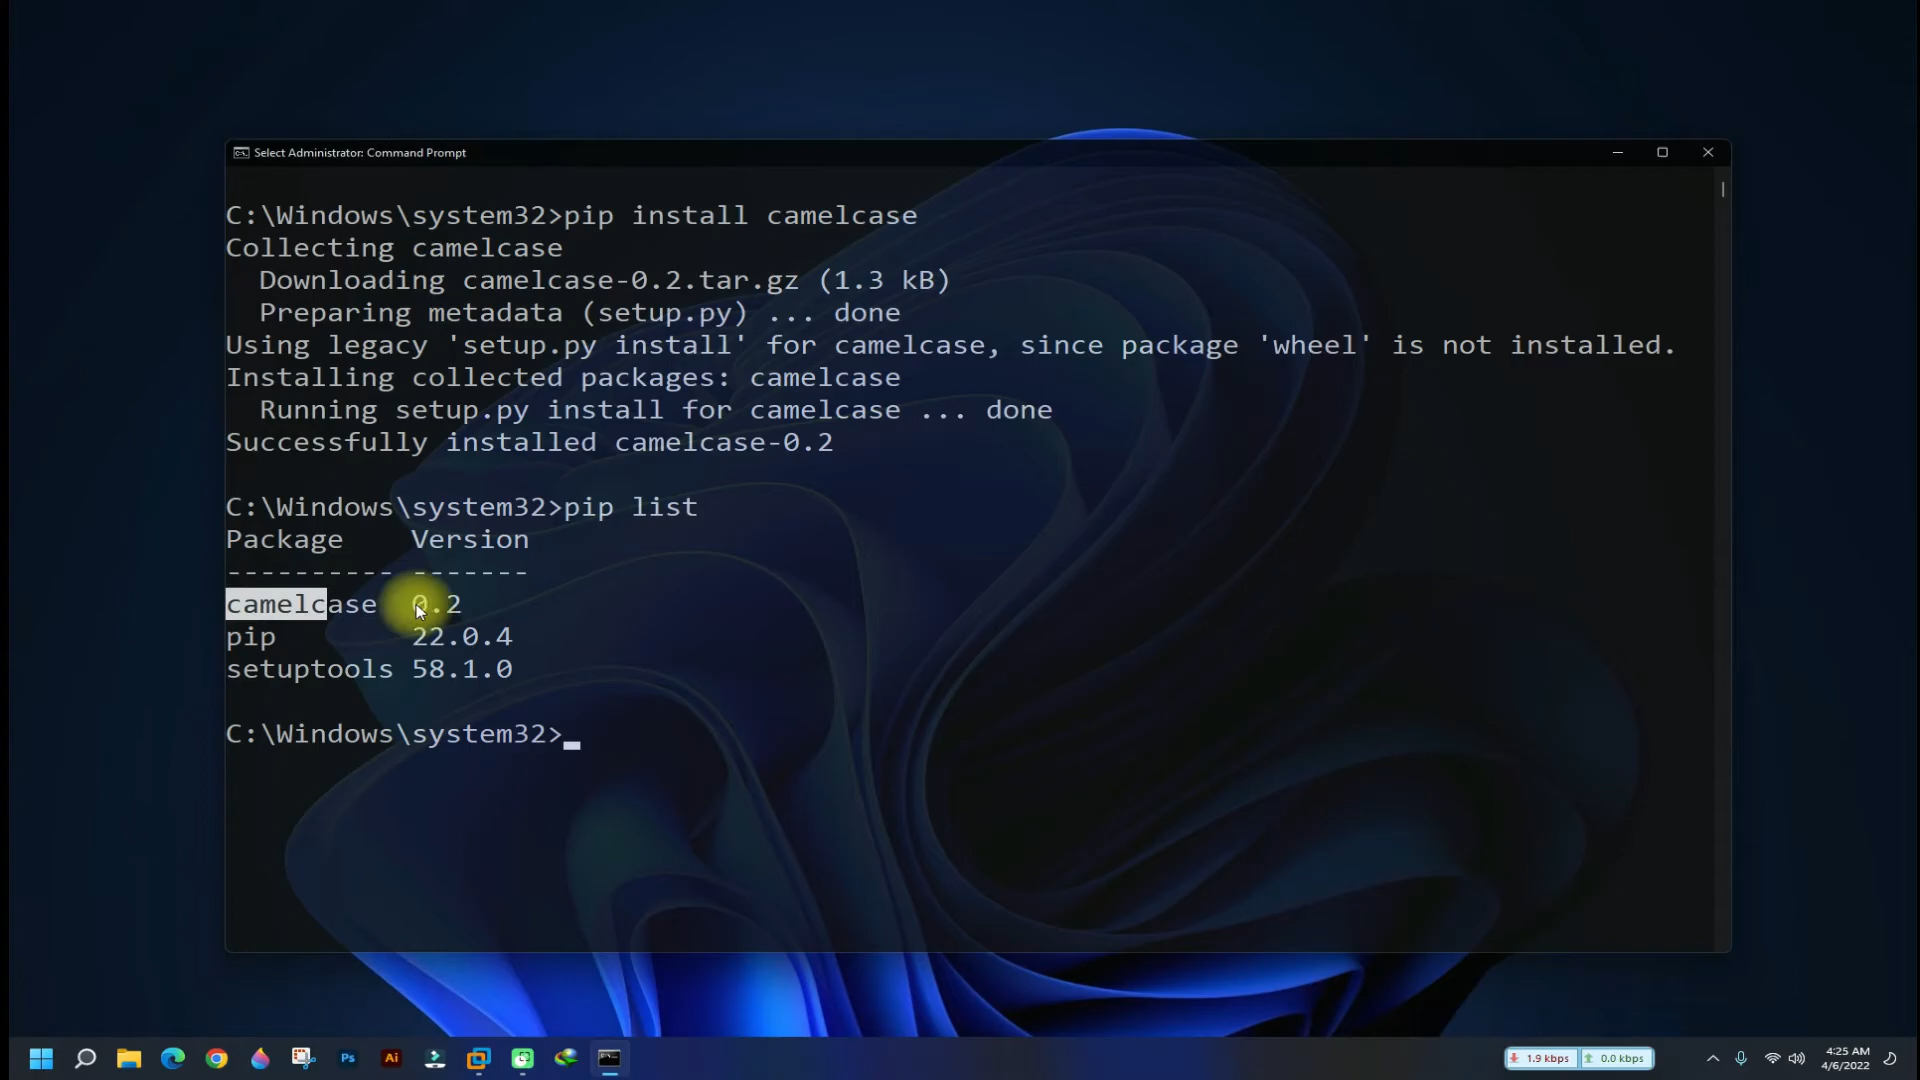 Select Administrator: Command Prompt
C:\Windows\system32>pip install camelcase
Collecting camelcase
  Downloading camelcase-0.2.tar.gz (1.3 kB)
  Preparing metadata (setup.py) ... done
Using legacy 'setup.py install' for camelcase, since package 'wheel' is not installed.
Installing collected packages: camelcase
  Running setup.py install for camelcase ... done
Successfully installed camelcase-0.2
C:\Windows\system32>pip list
Package    Version
---------- -------
camelcase  0.2
pip        22.0.4
setuptools 58.1.0
C:\Windows\system32>
Ps
Ai
1.9 kbps
0.0 kbps
4:25 AM
4/6/2022